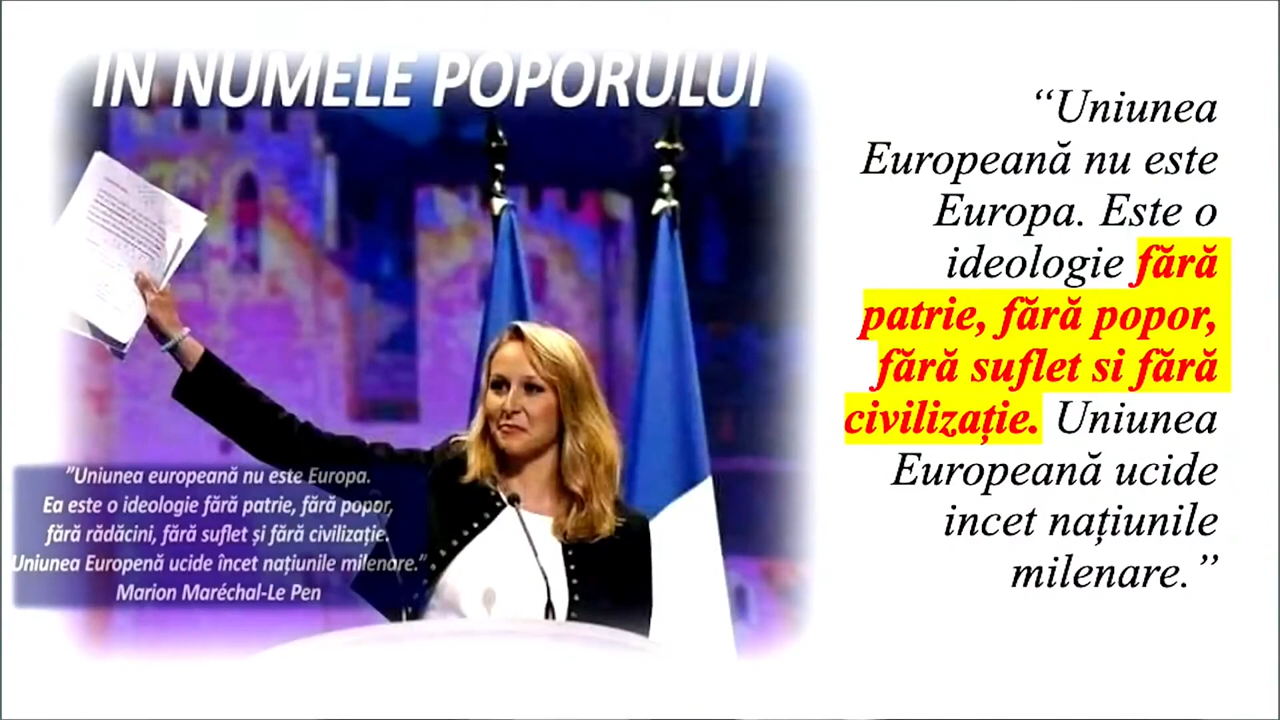 IN NUMELE POPORULUI
”Uniunea europeană nu este Europa.
Ea este o ideologie fără patrie, fără popor,
fără rădăcini, fără suflet și fără civilizație.
Uniunea Europenă ucide încet națiunile milenare.”
Marion Maréchal-Le Pen
“Uniunea
Europeană nu este
Europa. Este o
ideologie fără
patrie, fără popor,
fără suflet si fără
civilizație. Uniunea
Europeană ucide
incet națiunile
milenare.”